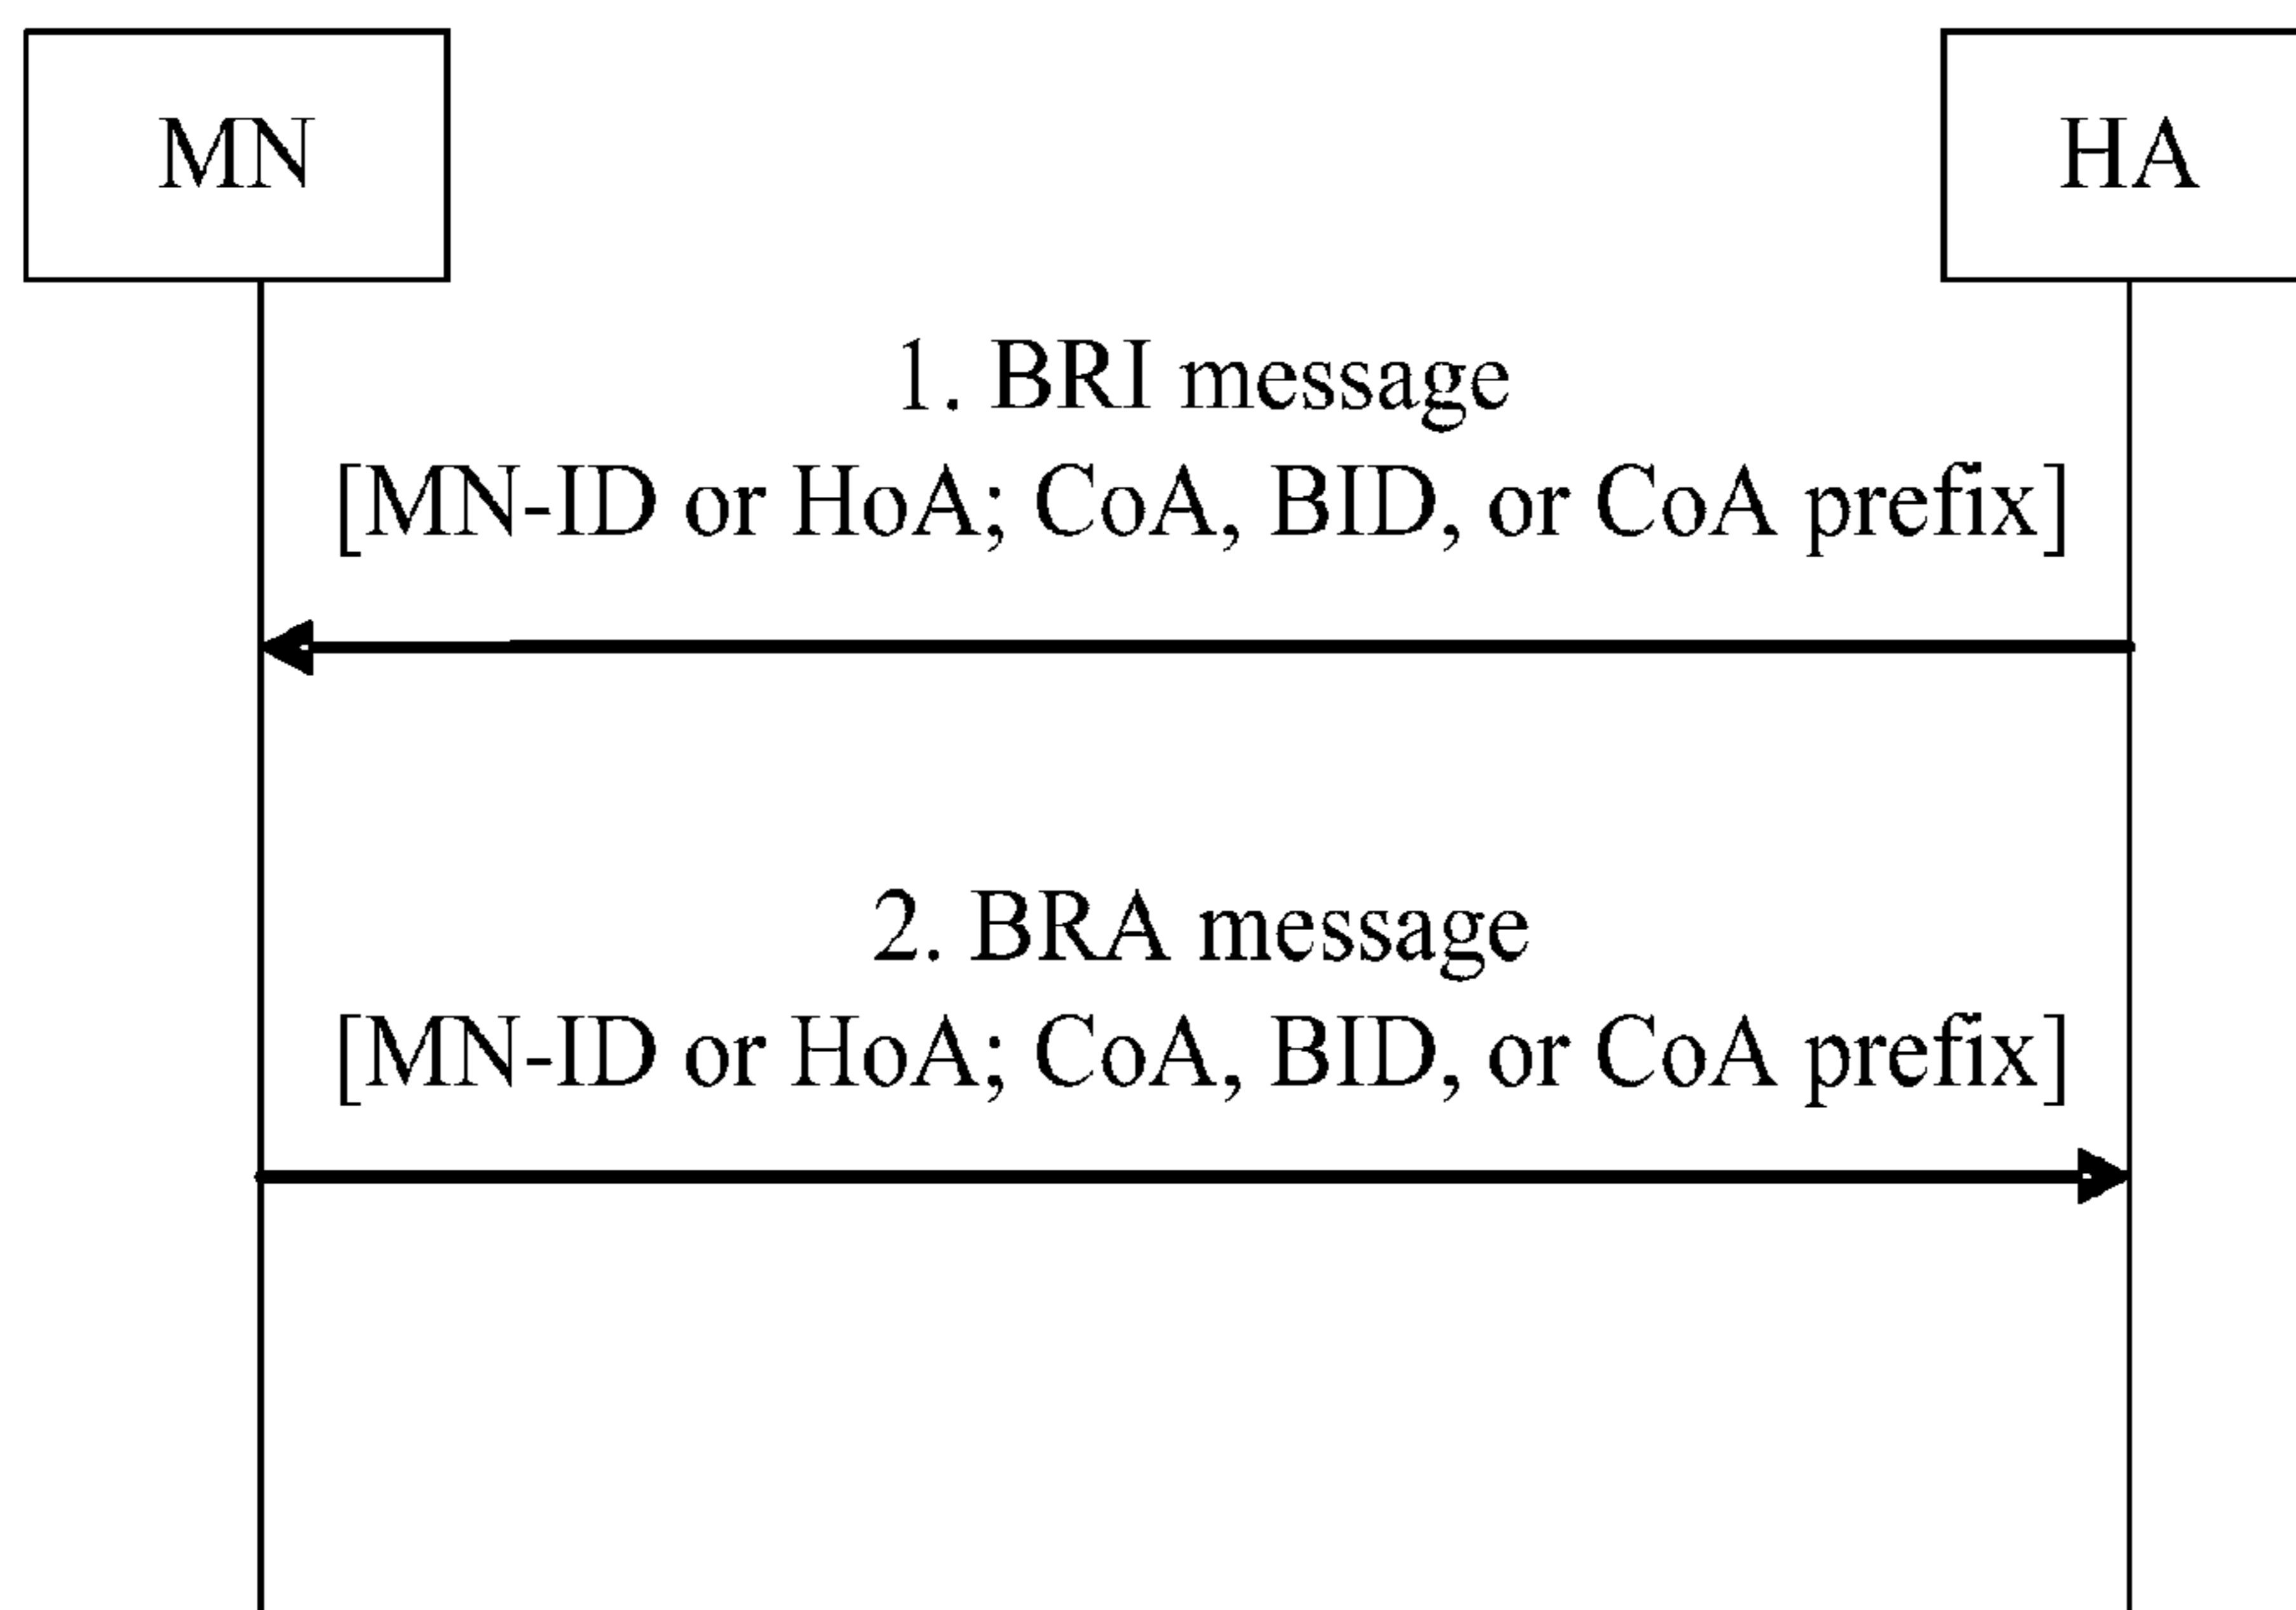 MN
HA
1. BRI message
[MN-ID or HoA; CoA, BID, or CoA prefix]
2. BRA message
[MN-ID or HoA; CoA, BID, or CoA prefix]